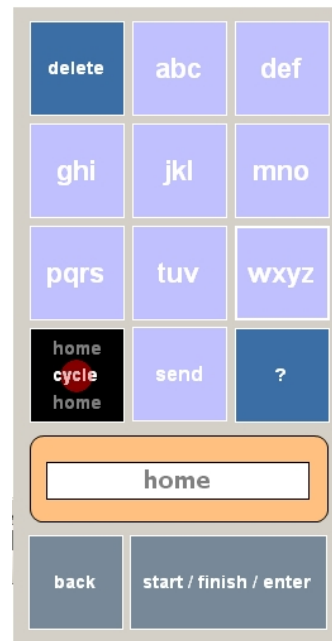 delete abc def
ghi jkl mno
pqrs tuv wxyz
home
cycle send ?
home
home
back start / finish / enter